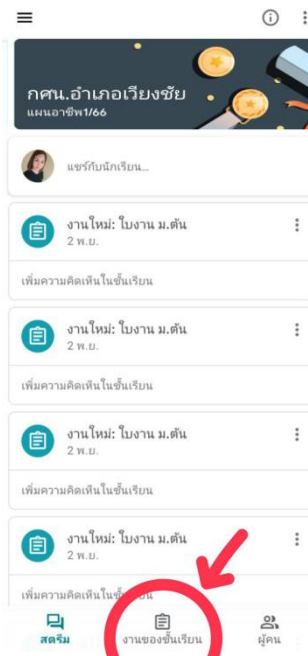 กศน.อำเภอเวียงชัย
แผนอาชีพ1/66
แชร์กับนักเรียน...
งานใหม่: ใบงาน ม.ต้น
2 พ.ย.
เพิ่มความคิดเห็นในชั้นเรียน
งานใหม่: ใบงาน ม.ต้น
2 พ.ย.
เพิ่มความคิดเห็นในชั้นเรียน
งานใหม่: ใบงาน ม.ต้น
2 พ.ย.
เพิ่มความคิดเห็นในชั้นเรียน
งานใหม่: ใบงาน ม.ต้น
2 พ.ย.
เพิ่มความคิดเห็นในชั้นเรียน
สตรีม งานของชั้นเรียน ผู้คน